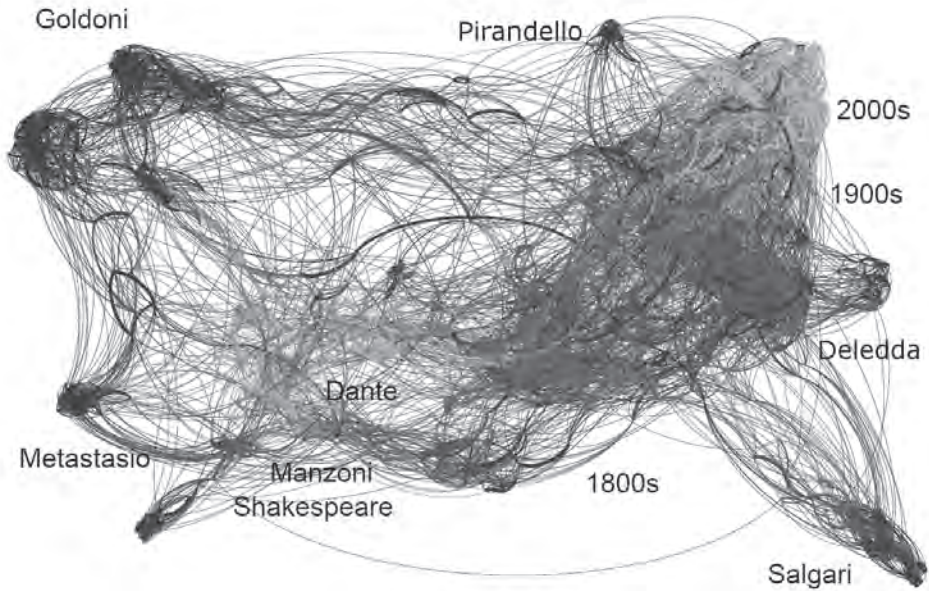 Goldoni
Pirandello
2000s
1900s
Deledda
Dante
Metastasio
Manzoni
Shakespeare
1800s
Salgari